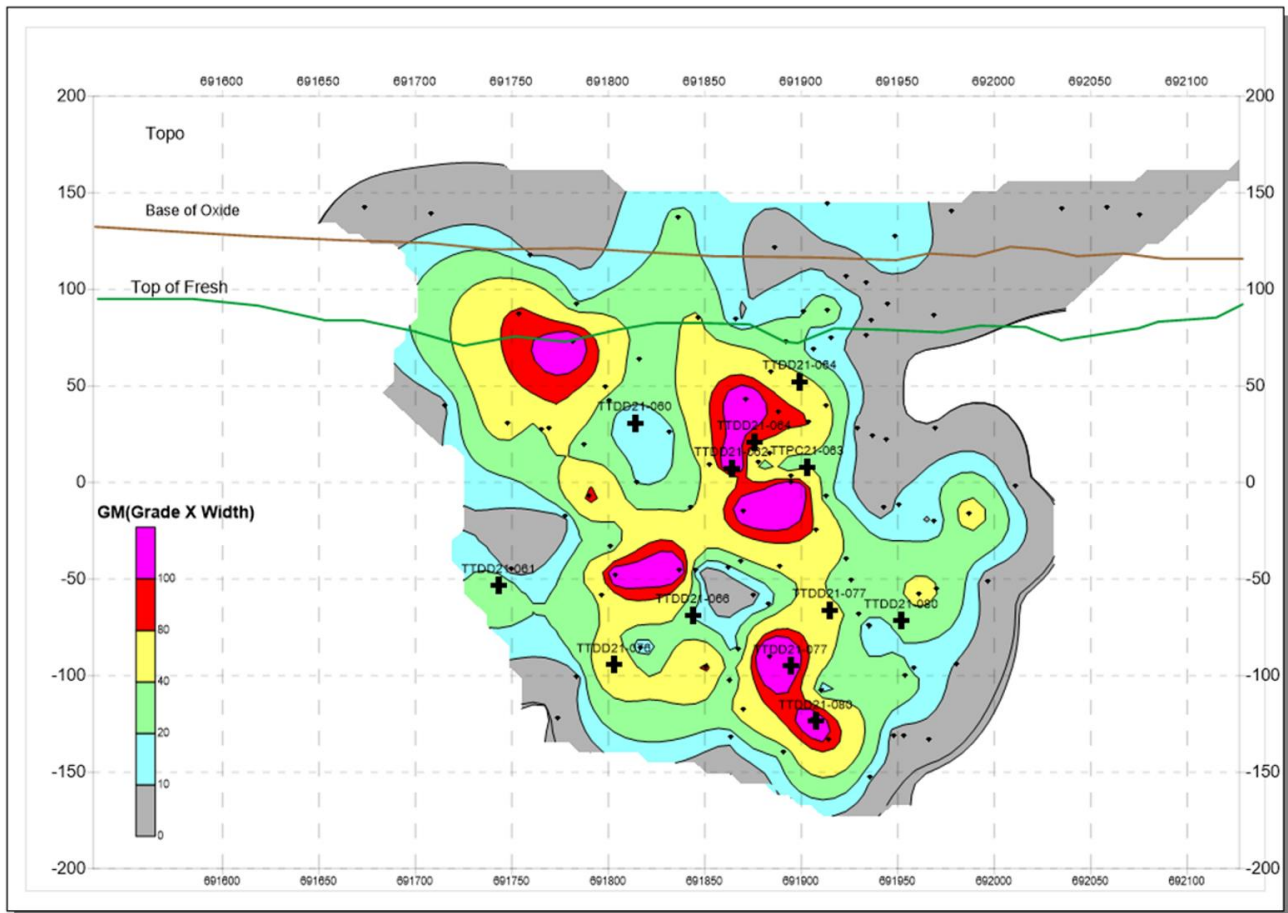 691600 691650 691700 691750 691800 691850 691900 691950 692000 692050 692100
200 200
Topo
150 150
Base of Oxide
100 100
Top of Fresh
TTDD21-064
50 50
TTDD21-060
TTDD21-064
TTDD21-062 TTPC21-063
0 0
GM(Grade X Width)
100
80
40
20
10
0
TTDD21-061
-50 -50
TTDD21-066
TTDD21-077
TTDD21-080
TTDD21-077
-100 -100
TTDD21-080
-150 -150
-200 -200
691600 691650 691700 691750 691800 691850 691900 691950 692000 692050 692100